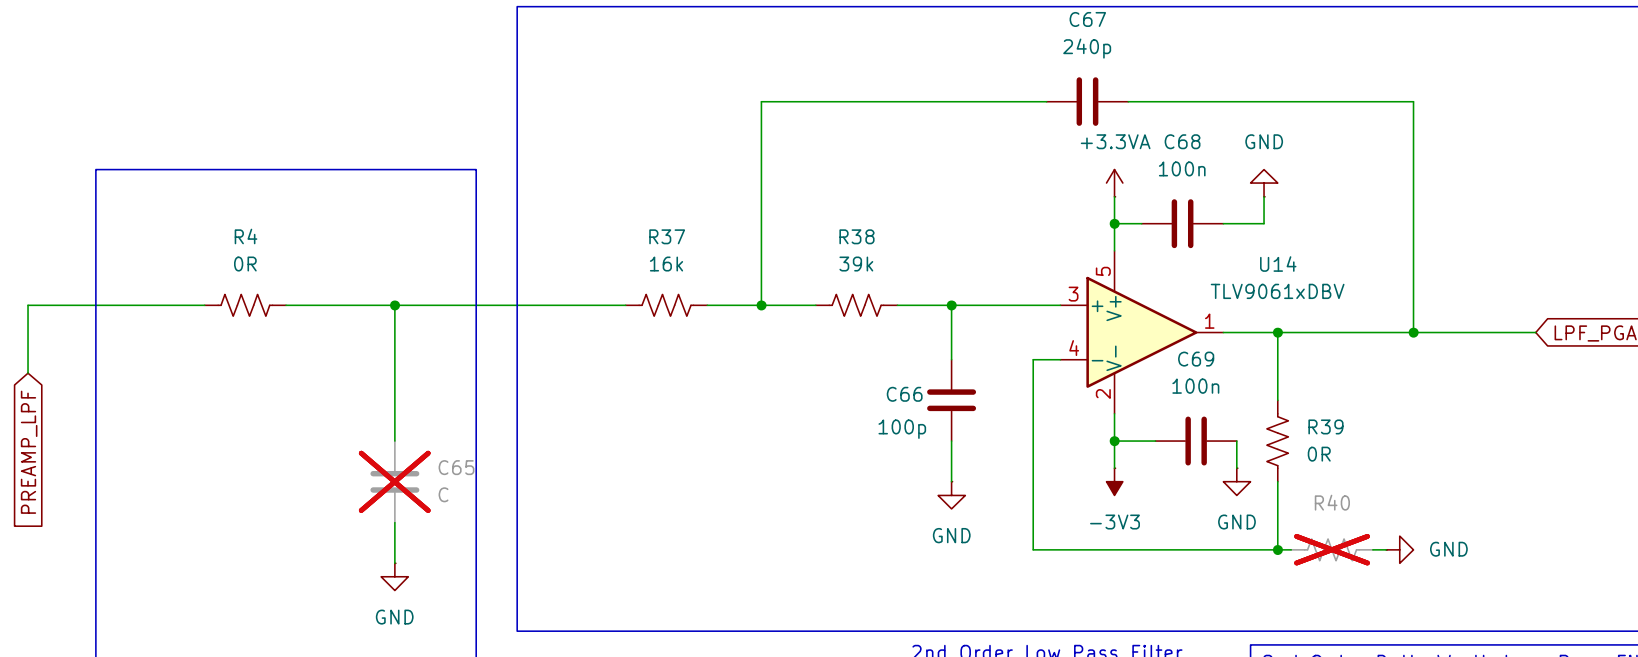 C67
240p
+3.3VA
C68
100n
GND
R4
0R
R37
16k
R38
39k
U14
TLV9061xDBV
5
3
+
V+
1
4
−
V−
2
LPF_PGA
C69
100n
PREAMP_LPF
C66
100p
R39
0R
C65
C
R40
-3V3
GND
GND
GND
GND
2nd Order Low Pass Filter